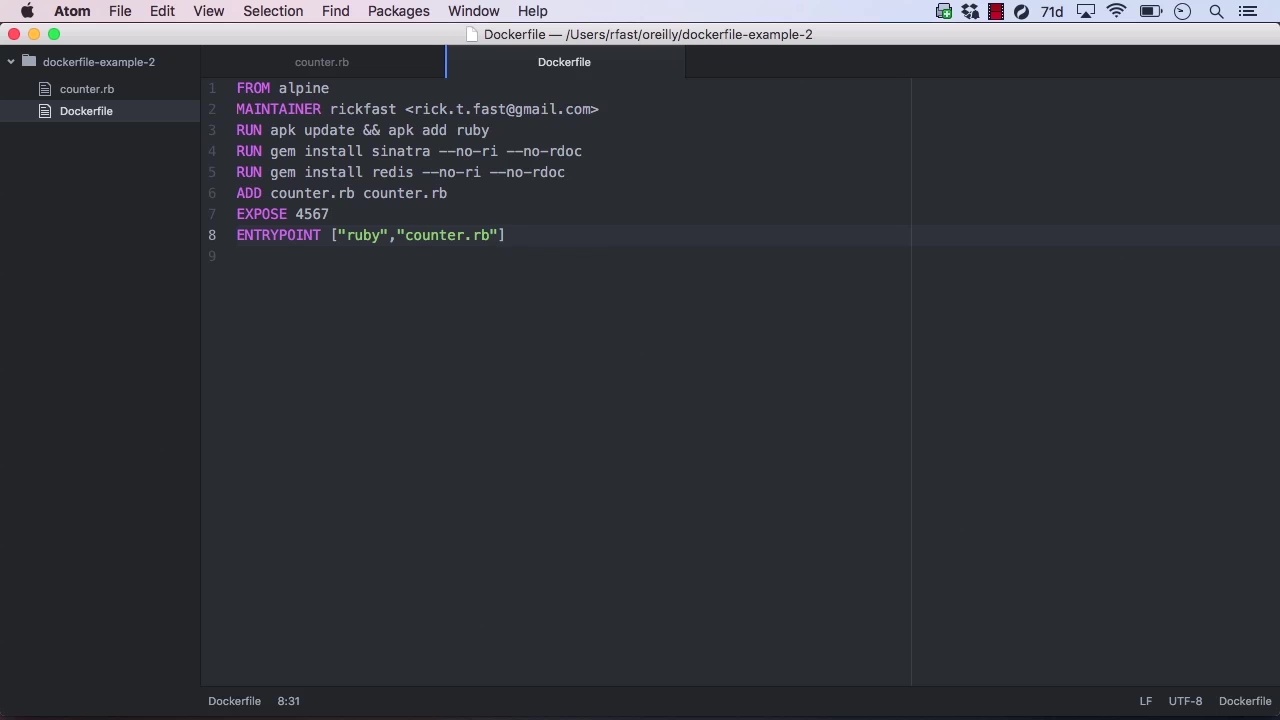 Atom File Edit View Selection Find Packages Window Help 71d
Dockerfile — /Users/rfast/oreilly/dockerfile-example-2
dockerfile-example-2
counter.rb
Dockerfile
counter.rb Dockerfile
1 FROM alpine
2 MAINTAINER rickfast <rick.t.fast@gmail.com>
3 RUN apk update && apk add ruby
4 RUN gem install sinatra --no-ri --no-rdoc
5 RUN gem install redis --no-ri --no-rdoc
6 ADD counter.rb counter.rb
7 EXPOSE 4567
8 ENTRYPOINT ["ruby","counter.rb"]
9
Dockerfile 8:31 LF UTF-8 Dockerfile